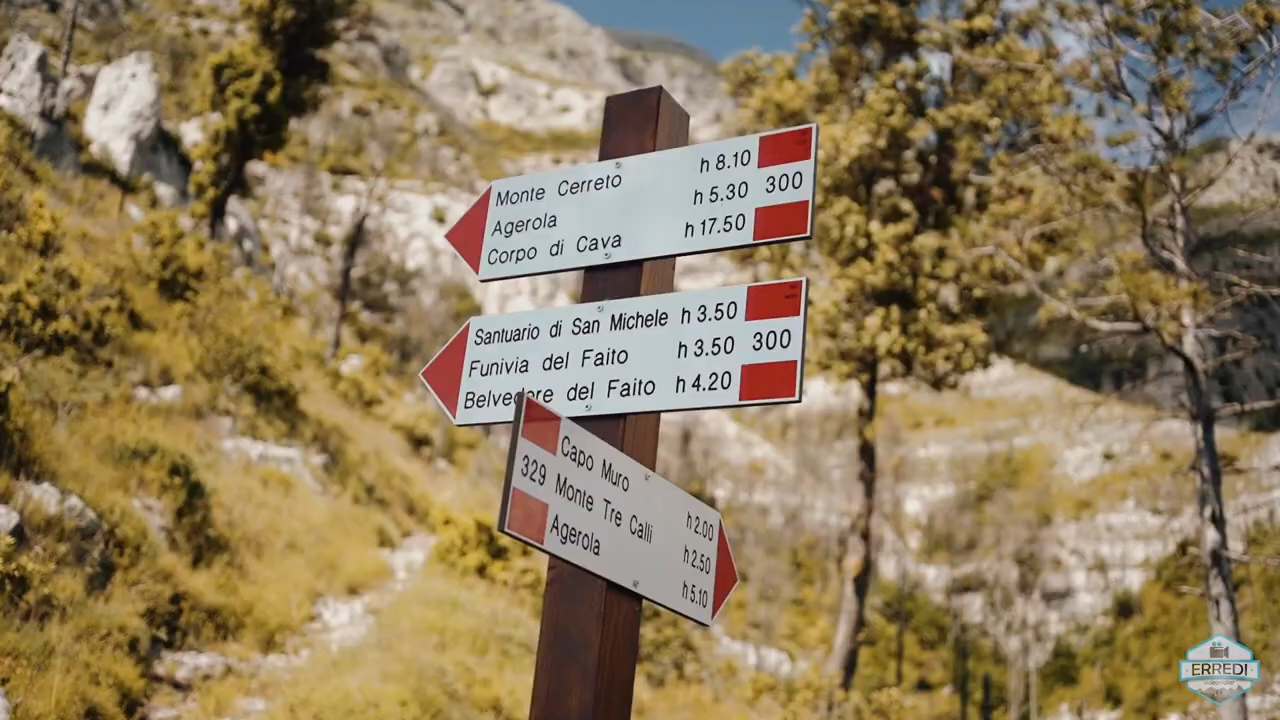 Monte Cerreto h 8.10
Agerola h 5.30 300
Corpo di Cava h 17.50
Santuario di San Michele h 3.50
Funivia del Faito h 3.50 300
Belvedere del Faito h 4.20
Capo Muro h 2.00
329 Monte Tre Calli h 2.50
Agerola h 5.10
ERREDI